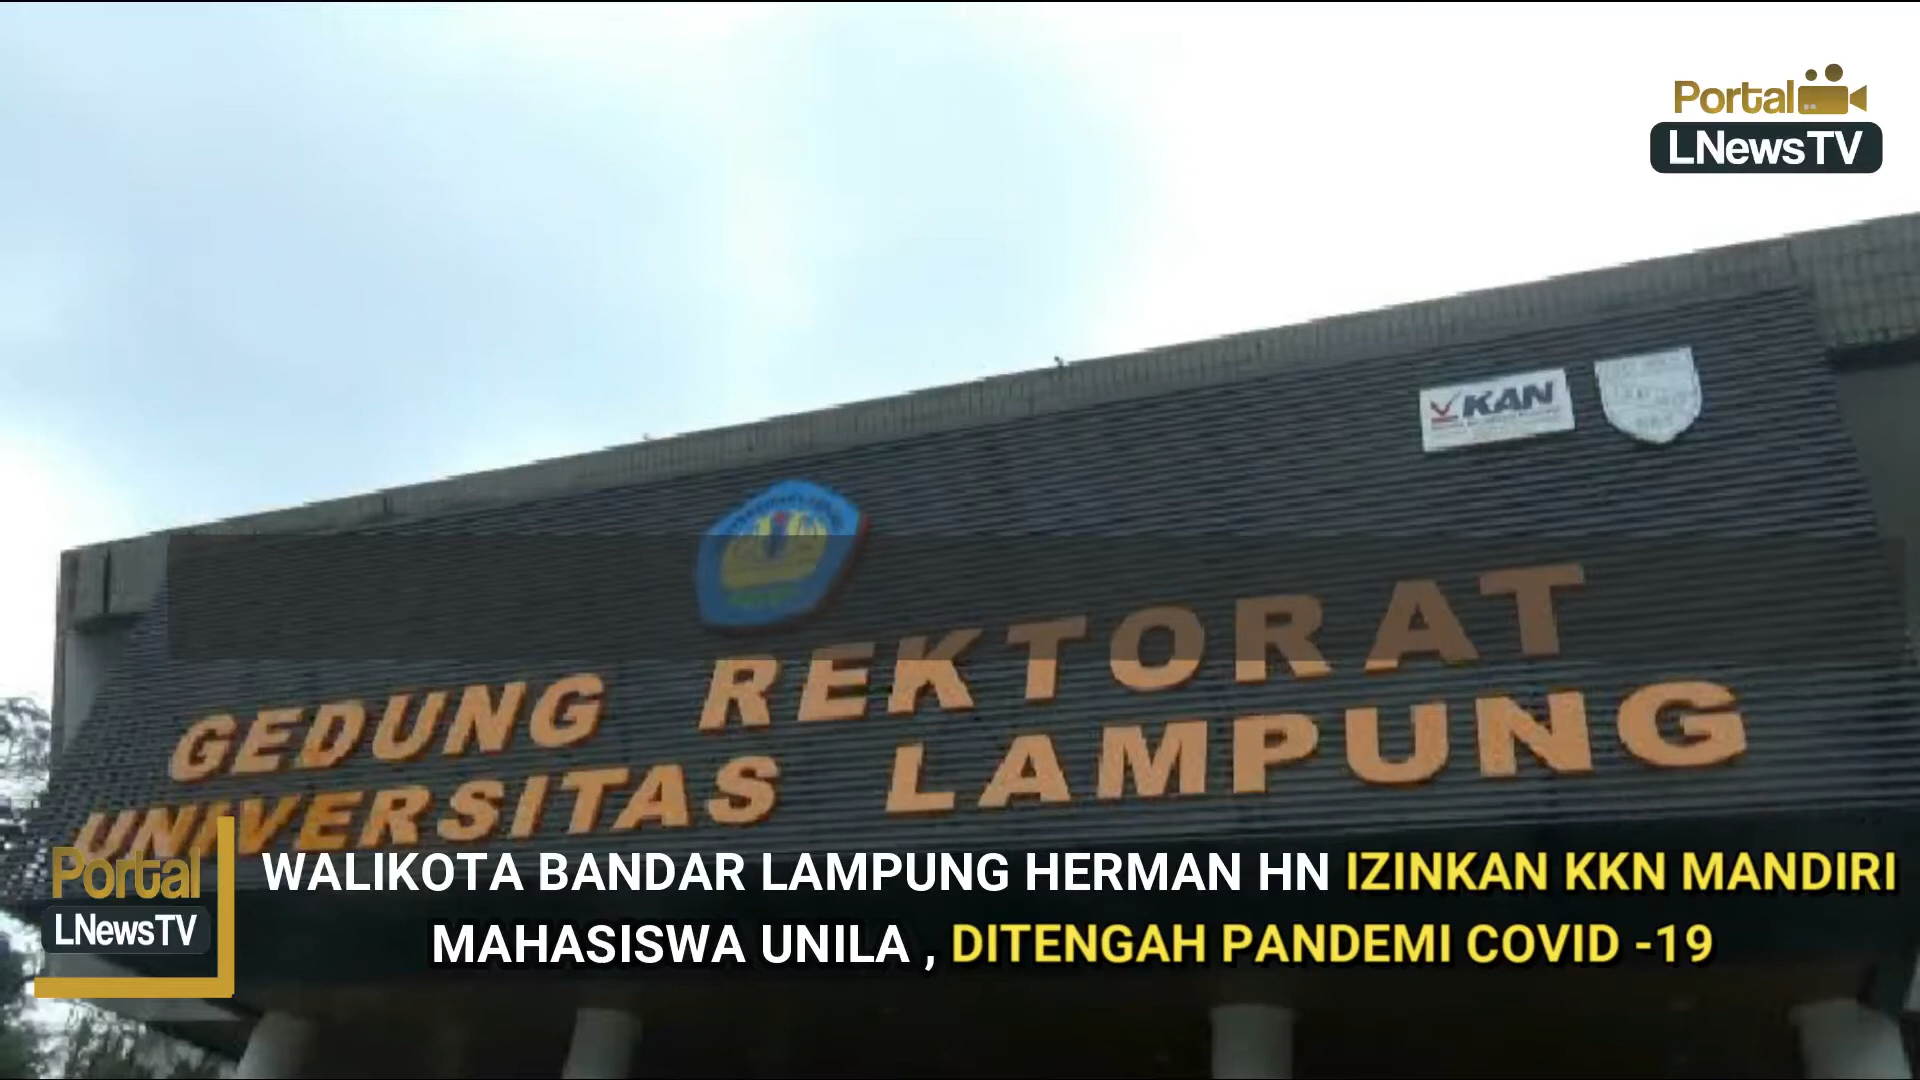 Portal
LNewsTV
KAN
GEDUNG REKTORAT
UNIVERSITAS LAMPUNG
Portal
LNewsTV
WALIKOTA BANDAR LAMPUNG HERMAN HN IZINKAN KKN MANDIRI
MAHASISWA UNILA , DITENGAH PANDEMI COVID -19